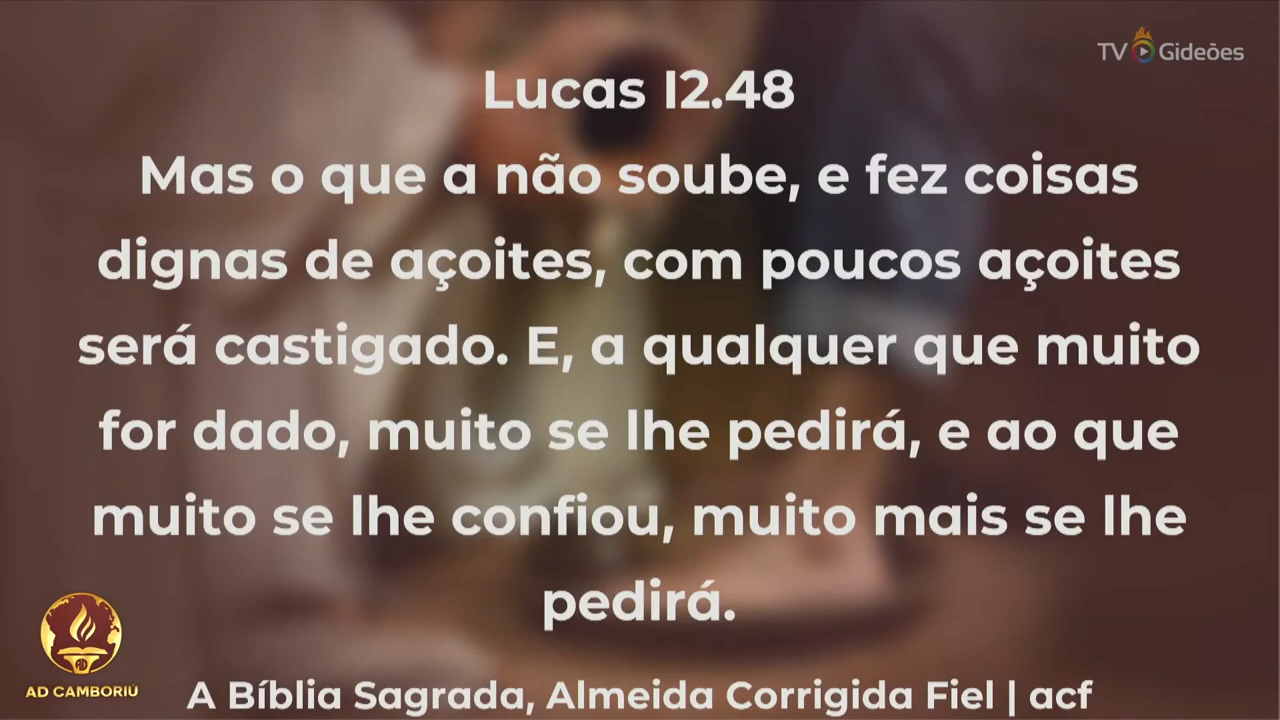 TV Gideões
Lucas 12.48
Mas o que a não soube, e fez coisas
dignas de açoites, com poucos açoites
será castigado. E, a qualquer que muito
for dado, muito se lhe pedirá, e ao que
muito se lhe confiou, muito mais se lhe
pedirá.
AD
AD CAMBORIÚ
A Bíblia Sagrada, Almeida Corrigida Fiel | acf